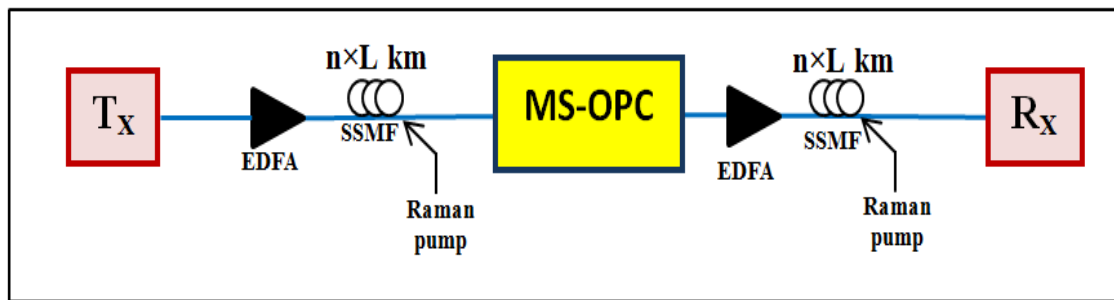 Tx
EDFA
n×L km
SSMF
Raman
pump
MS-OPC
EDFA
n×L km
SSMF
Raman
pump
Rx